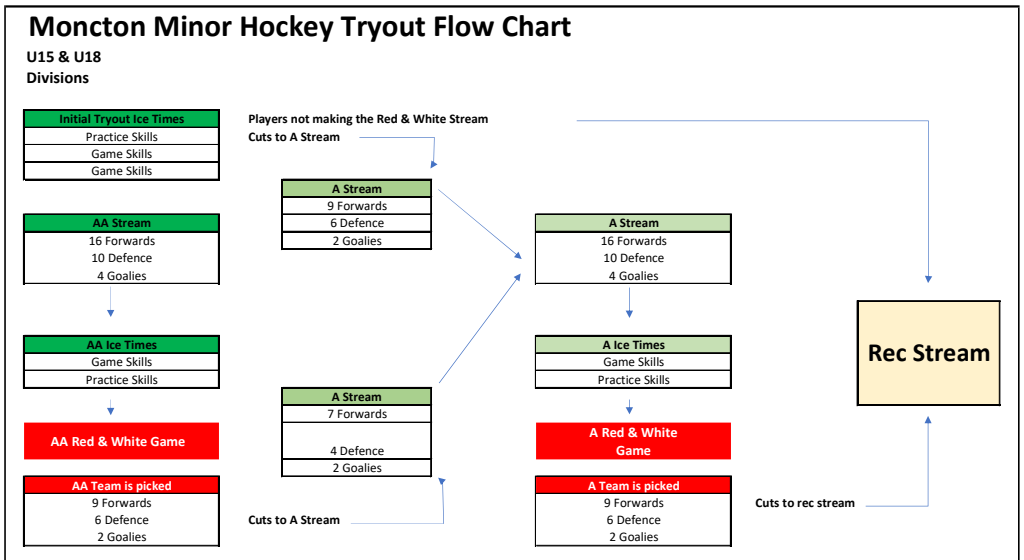 Moncton Minor Hockey Tryout Flow Chart
U15 & U18
Divisions
Initial Tryout Ice Times
Practice Skills
Game Skills
Game Skills
Players not making the Red & White Stream
Cuts to A Stream
A Stream
9 Forwards
6 Defence
2 Goalies
AA Stream
16 Forwards
10 Defence
4 Goalies
A Stream
16 Forwards
10 Defence
4 Goalies
AA Ice Times
Game Skills
Practice Skills
A Ice Times
Game Skills
Practice Skills
Rec Stream
A Stream
7 Forwards
4 Defence
2 Goalies
AA Red & White Game
A Red & White
Game
AA Team is picked
9 Forwards
6 Defence
2 Goalies
Cuts to A Stream
A Team is picked
9 Forwards
6 Defence
2 Goalies
Cuts to rec stream